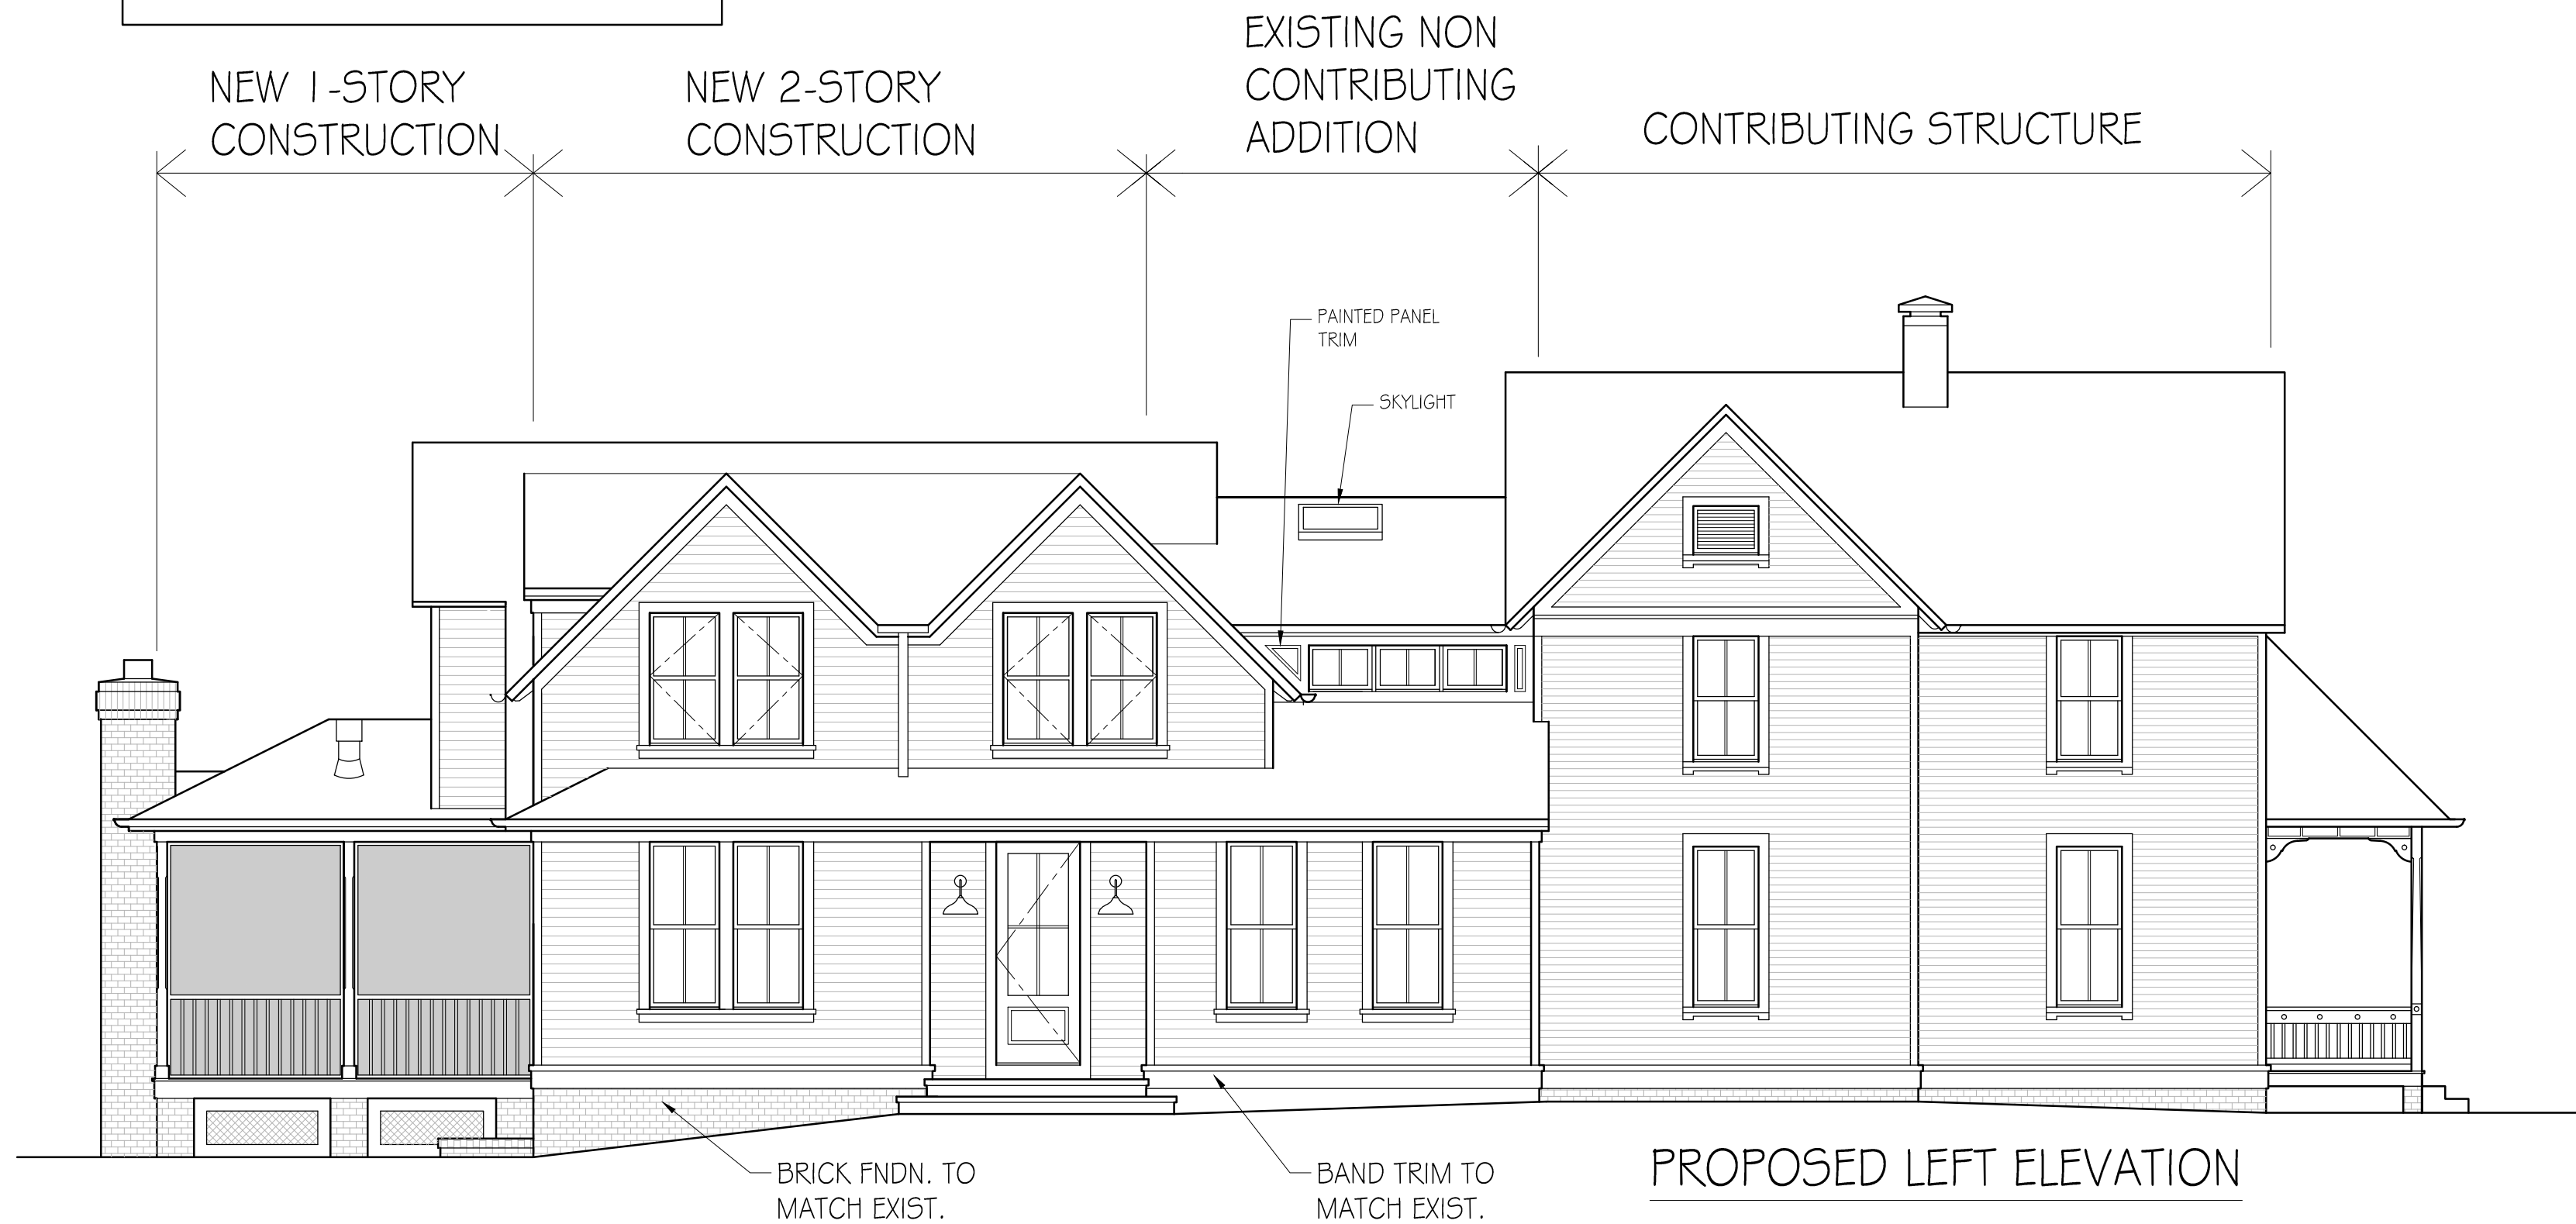 NEW 1-STORY
CONSTRUCTION
NEW 2-STORY
CONSTRUCTION
EXISTING NON
CONTRIBUTING
ADDITION
CONTRIBUTING STRUCTURE
PAINTED PANEL
TRIM
SKYLIGHT
BRICK FNDN. TO
MATCH EXIST.
BAND TRIM TO
MATCH EXIST.
PROPOSED LEFT ELEVATION